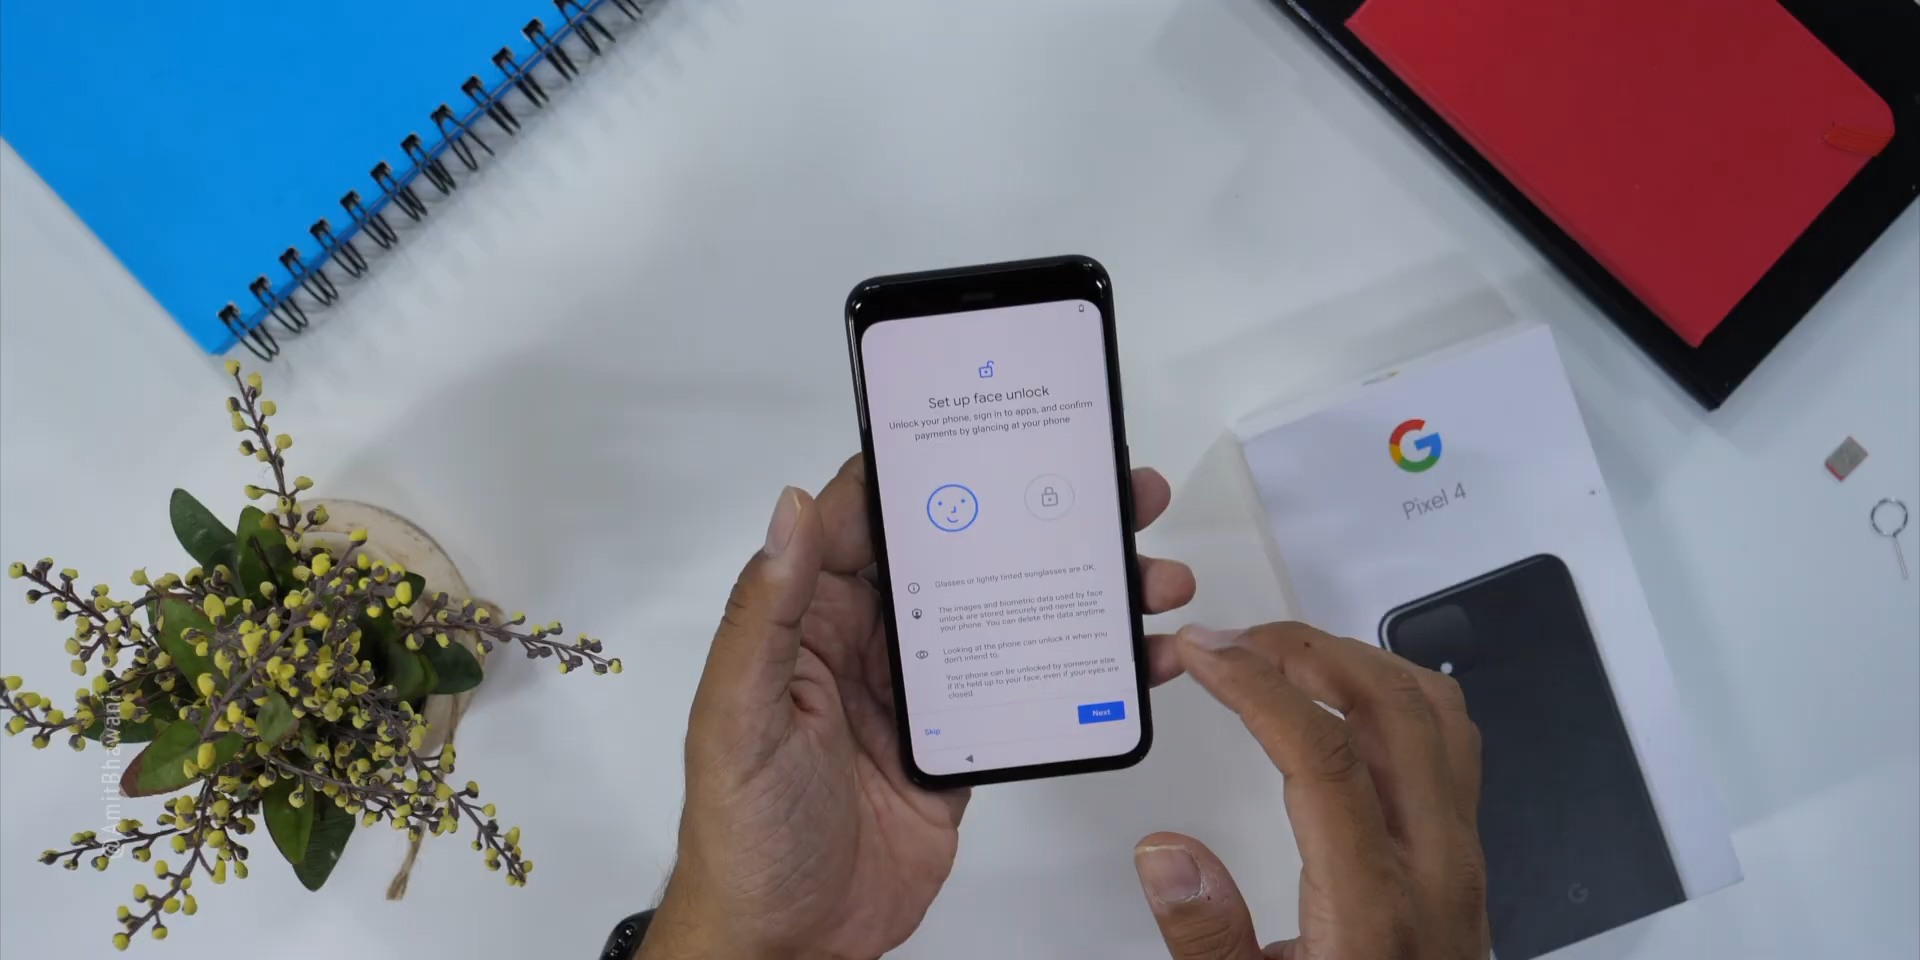 Set up face unlock
Unlock your phone, sign in to apps, and confirm
payments by glancing at your phone
Glasses or lightly tinted sunglasses are OK.
The images and biometric data used by face
unlock are stored securely and never leave
your phone. You can delete the data anytime.
Looking at the phone can unlock it when you
don't intend to.
Your phone can be unlocked by someone else
if it's held up to your face, even if your eyes are
closed.
Skip
Next
G
Pixel 4
G
@AmitBhawani